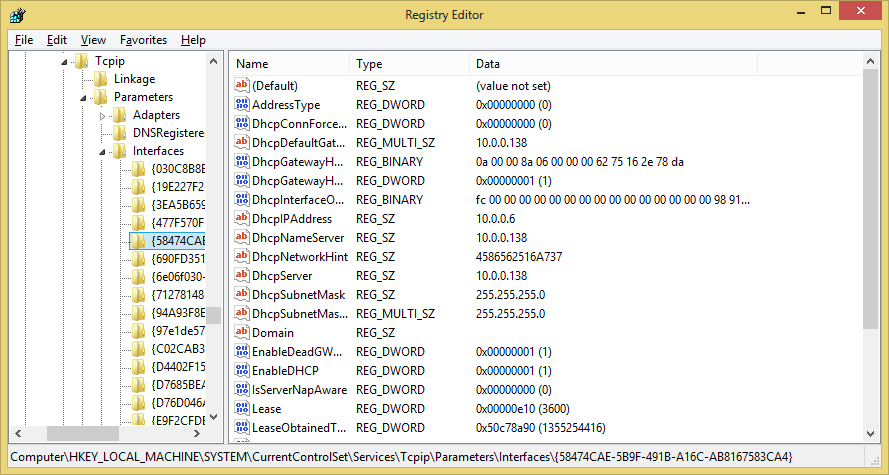 Registry Editor
File Edit View Favorites Help
Tcpip
Linkage
Parameters
Adapters
DNSRegistere
Interfaces
{030C8B8E
{19E227F2
{3EA5B659
{477F570F
{58474CAE
{690FD351
{6e06f030-
{71278148
{94A93F8E
{97e1de57
{C02CAB3
{D4402F15
{D7685BEA
{D76D046A
{E9F2CFDE
Name Type Data
(Default) REG_SZ (value not set)
AddressType REG_DWORD 0x00000000 (0)
DhcpConnForce... REG_DWORD 0x00000000 (0)
DhcpDefaultGat... REG_MULTI_SZ 10.0.0.138
DhcpGatewayH... REG_BINARY 0a 00 00 8a 06 00 00 00 62 75 16 2e 78 da
DhcpGatewayH... REG_DWORD 0x00000001 (1)
DhcpInterfaceO... REG_BINARY fc 00 00 00 00 00 00 00 00 00 00 00 00 00 00 00 98 91...
DhcpIPAddress REG_SZ 10.0.0.6
DhcpNameServer REG_SZ 10.0.0.138
DhcpNetworkHint REG_SZ 4586562516A737
DhcpServer REG_SZ 10.0.0.138
DhcpSubnetMask REG_SZ 255.255.255.0
DhcpSubnetMas... REG_MULTI_SZ 255.255.255.0
Domain REG_SZ
EnableDeadGW... REG_DWORD 0x00000001 (1)
EnableDHCP REG_DWORD 0x00000001 (1)
IsServerNapAware REG_DWORD 0x00000000 (0)
Lease REG_DWORD 0x00000e10 (3600)
LeaseObtainedT... REG_DWORD 0x50c78a90 (1355254416)
Computer\HKEY_LOCAL_MACHINE\SYSTEM\CurrentControlSet\Services\Tcpip\Parameters\Interfaces\{58474CAE-5B9F-491B-A16C-AB8167583CA4}